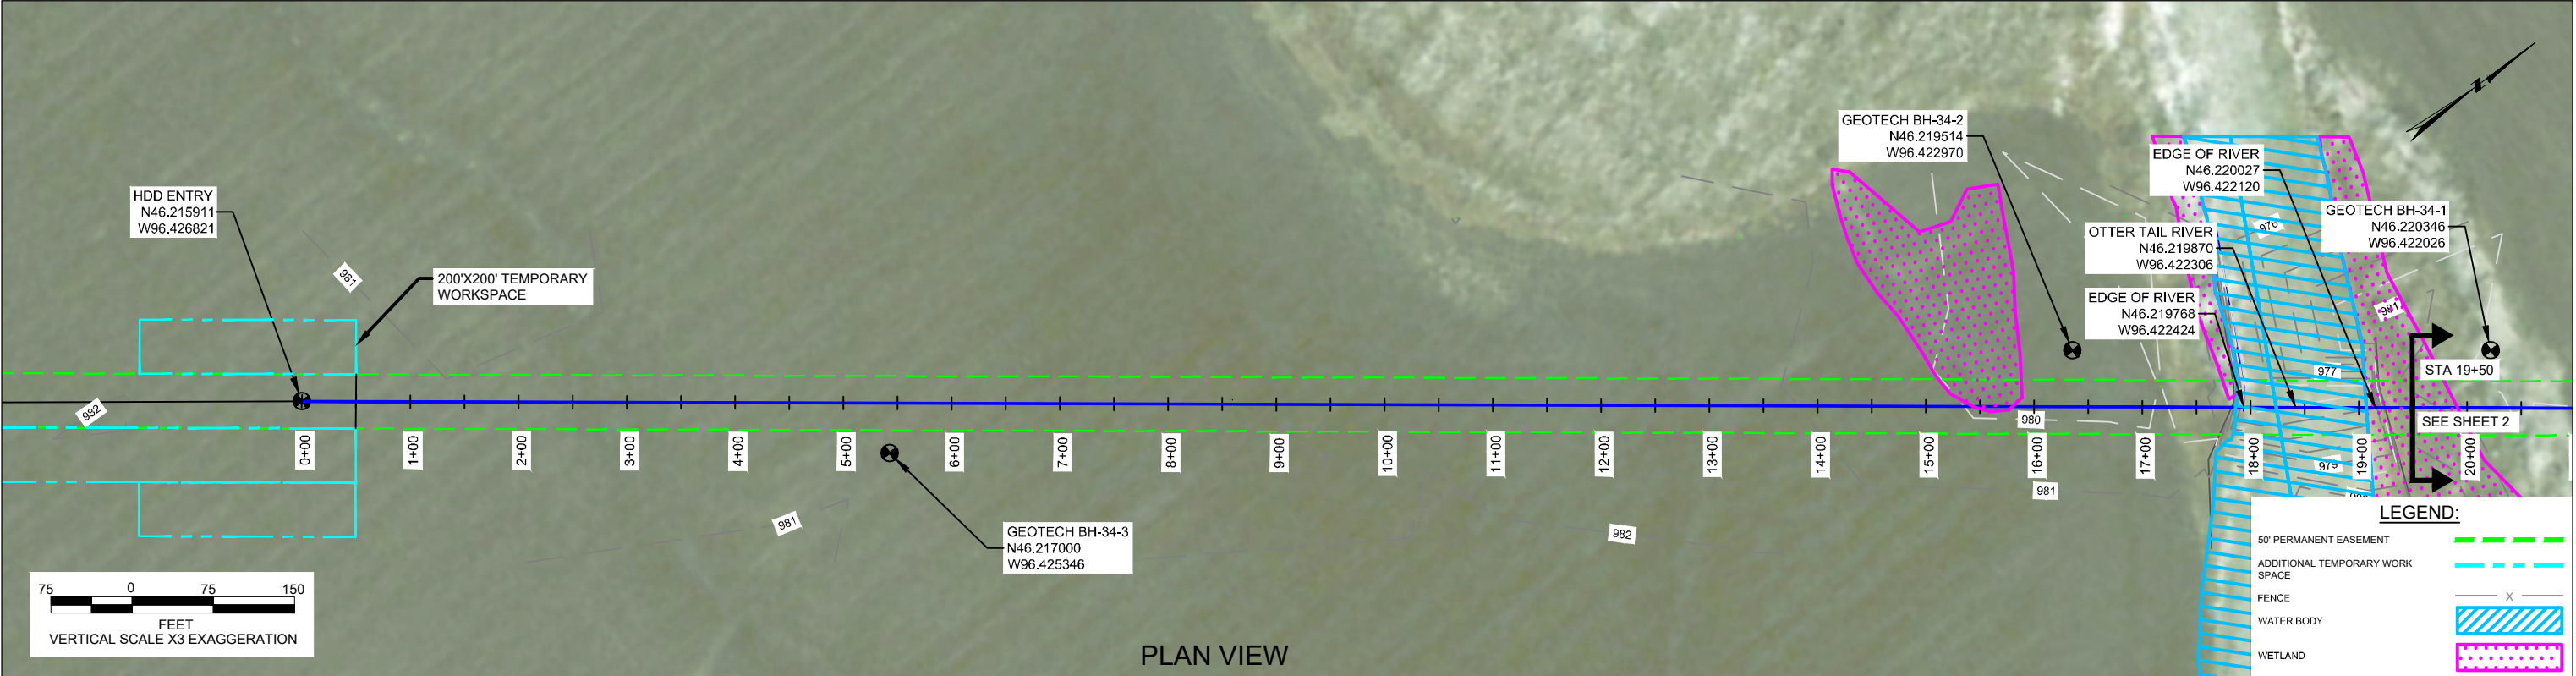 HDD ENTRY
N46.215911
W96.426821
981
200'X200' TEMPORARY
WORKSPACE
982
0+00
1+00
2+00
3+00
4+00
5+00
6+00
7+00
8+00
9+00
10+00
11+00
12+00
13+00
14+00
15+00
16+00
17+00
18+00
19+00
20+00
981
GEOTECH BH-34-3
N46.217000
W96.425346
982
980
981
GEOTECH BH-34-2
N46.219514
W96.422970
EDGE OF RIVER
N46.220027
W96.422120
OTTER TAIL RIVER
N46.219870
W96.422306
EDGE OF RIVER
N46.219768
W96.422424
GEOTECH BH-34-1
N46.220346
W96.422026
976
981
977
STA 19+50
SEE SHEET 2
N
75 0 75 150
FEET
VERTICAL SCALE X3 EXAGGERATION
PLAN VIEW
LEGEND:
50' PERMANENT EASEMENT
ADDITIONAL TEMPORARY WORK
SPACE
FENCE
X
WATER BODY
WETLAND